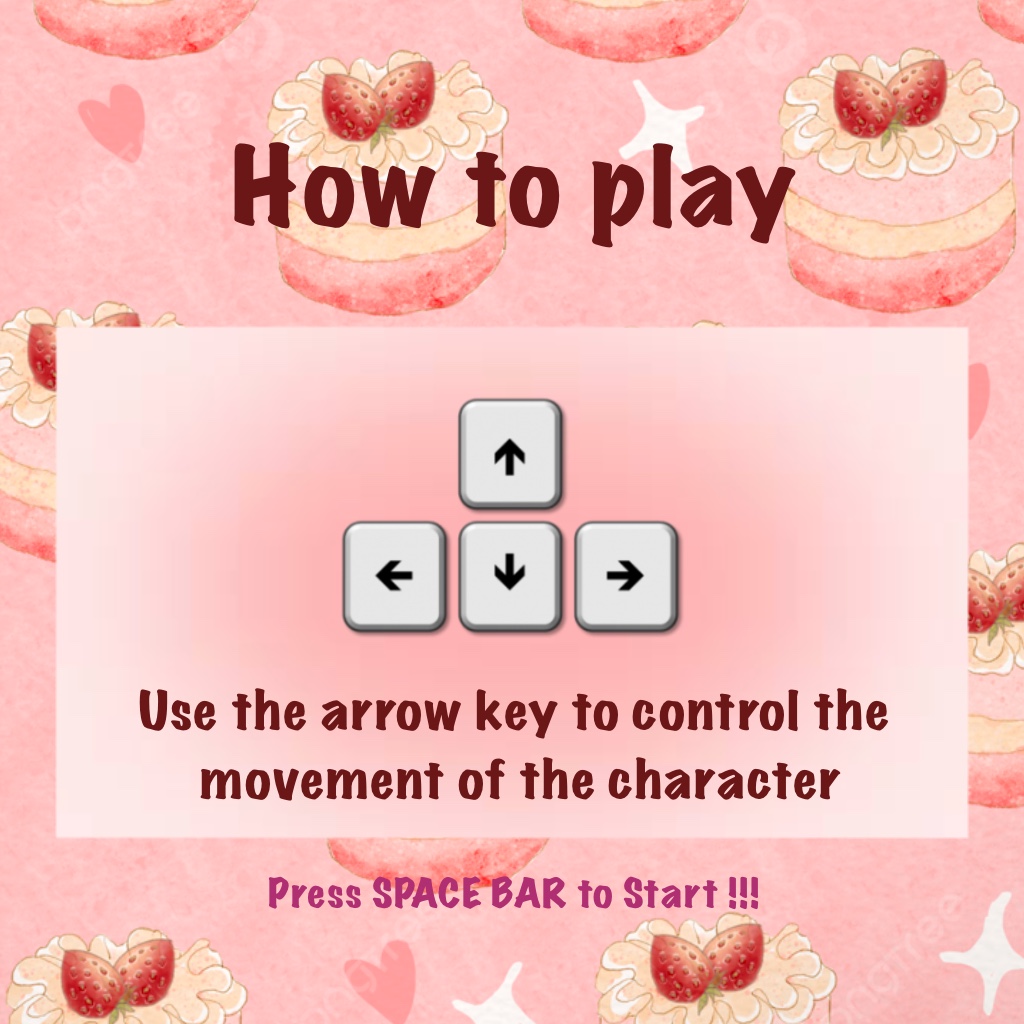 How to play
↑
← ↓ →
Use the arrow key to control the
movement of the character
Press SPACE BAR to Start !!!